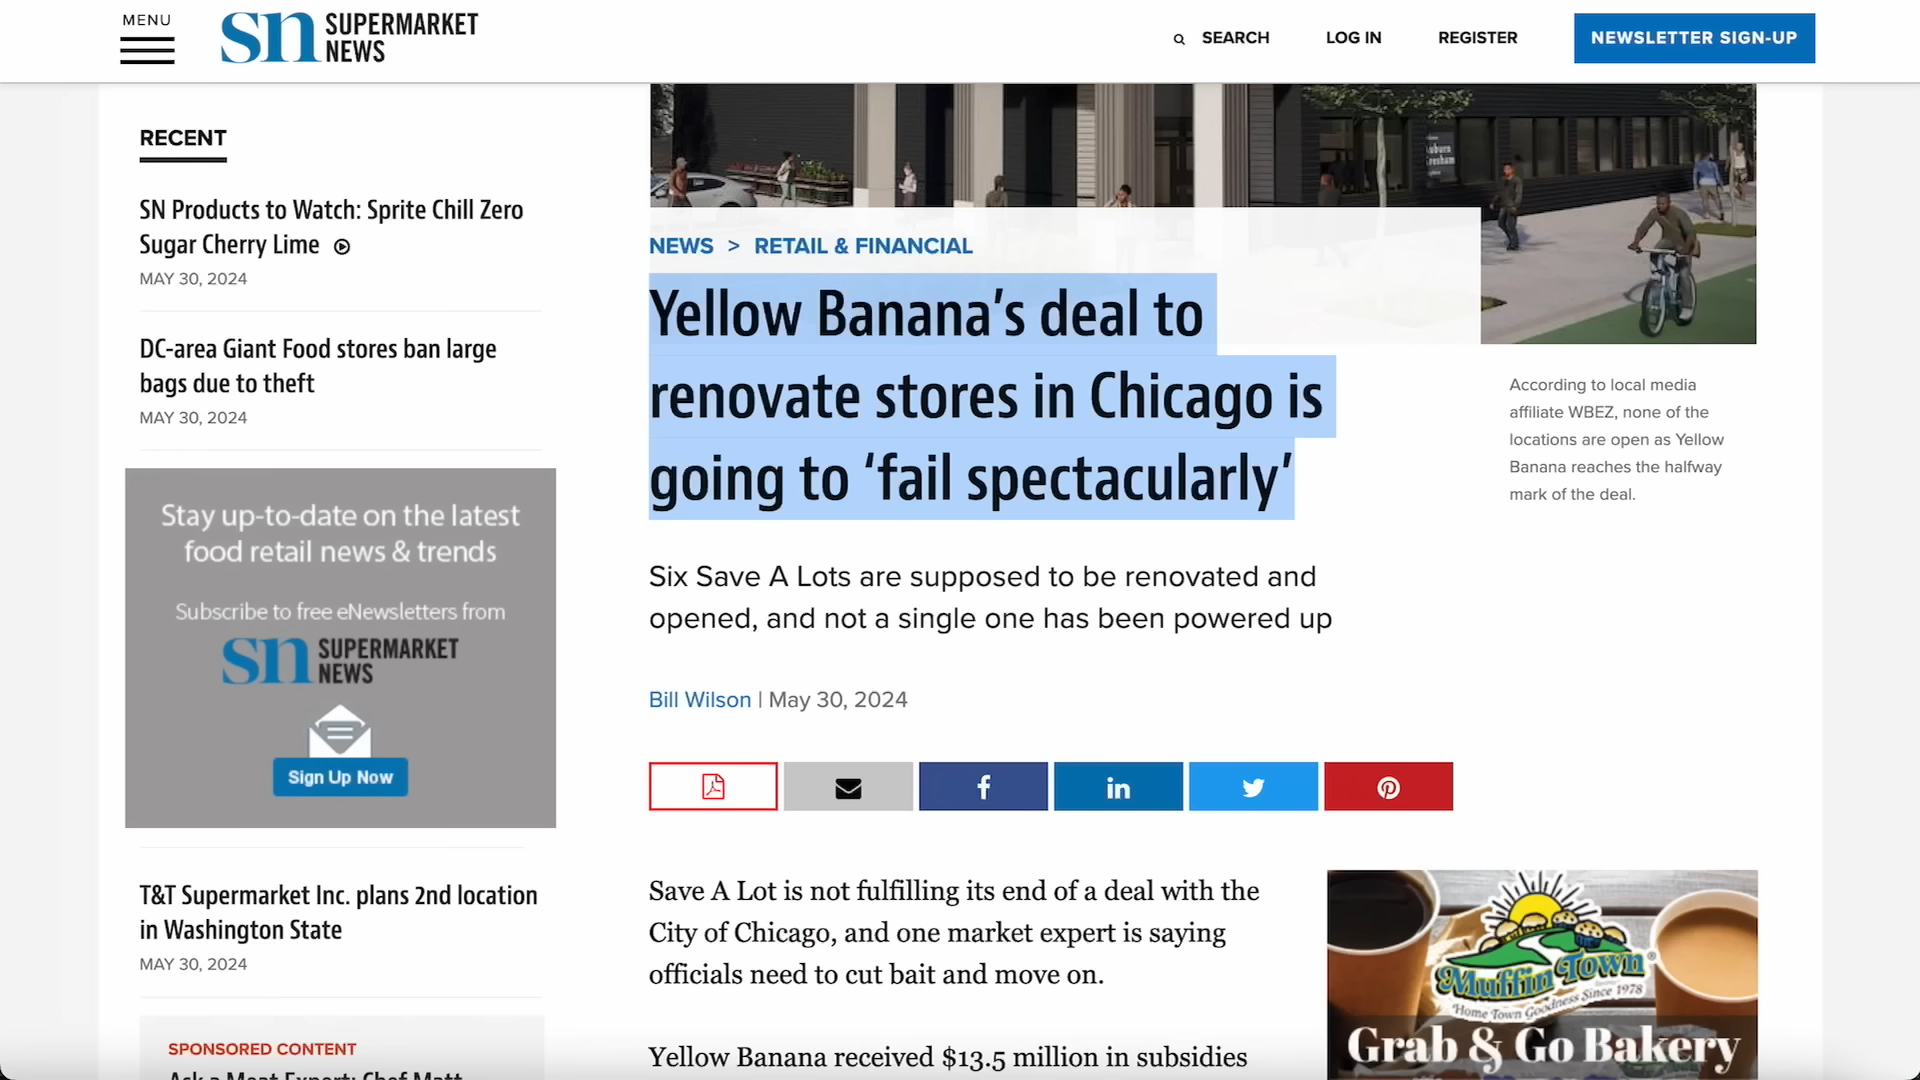 MENU
sn SUPERMARKET NEWS
SEARCH
LOG IN
REGISTER
NEWSLETTER SIGN-UP
RECENT
SN Products to Watch: Sprite Chill Zero
Sugar Cherry Lime
MAY 30, 2024
DC-area Giant Food stores ban large
bags due to theft
MAY 30, 2024
Stay up-to-date on the latest
food retail news & trends
Subscribe to free eNewsletters from
sn SUPERMARKET NEWS
Sign Up Now
T&T Supermarket Inc. plans 2nd location
in Washington State
MAY 30, 2024
SPONSORED CONTENT
Ask a Meat Expert: Chef Matt
NEWS > RETAIL & FINANCIAL
Yellow Banana’s deal to
renovate stores in Chicago is
going to ‘fail spectacularly’
Six Save A Lots are supposed to be renovated and
opened, and not a single one has been powered up
Bill Wilson | May 30, 2024
Save A Lot is not fulfilling its end of a deal with the
City of Chicago, and one market expert is saying
officials need to cut bait and move on.
Yellow Banana received $13.5 million in subsidies
According to local media
affiliate WBEZ, none of the
locations are open as Yellow
Banana reaches the halfway
mark of the deal.
Muffin Town®
Home Town Goodness Since 1978
Grab & Go Bakery